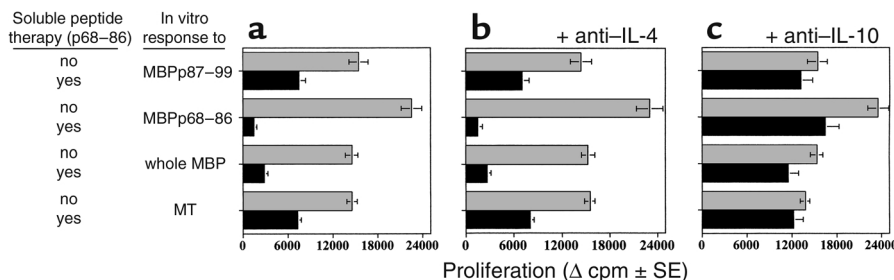 Soluble peptide therapy (p68–86)
In vitro response to
a
b
+ anti–IL-4
c
+ anti–IL-10
no
yes
MBPp87–99
no
yes
MBPp68–86
no
yes
whole MBP
no
yes
MT
0 6000 12000 18000 24000
0 6000 12000 18000 24000
0 6000 12000 18000 24000
Proliferation (Δ cpm ± SE)